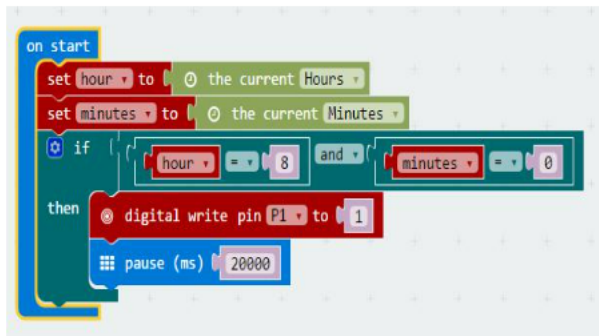 on start
set hour to the current Hours
set minutes to the current Minutes
if hour = 8 and minutes = 0
then digital write pin P1 to 1
pause (ms) 20000